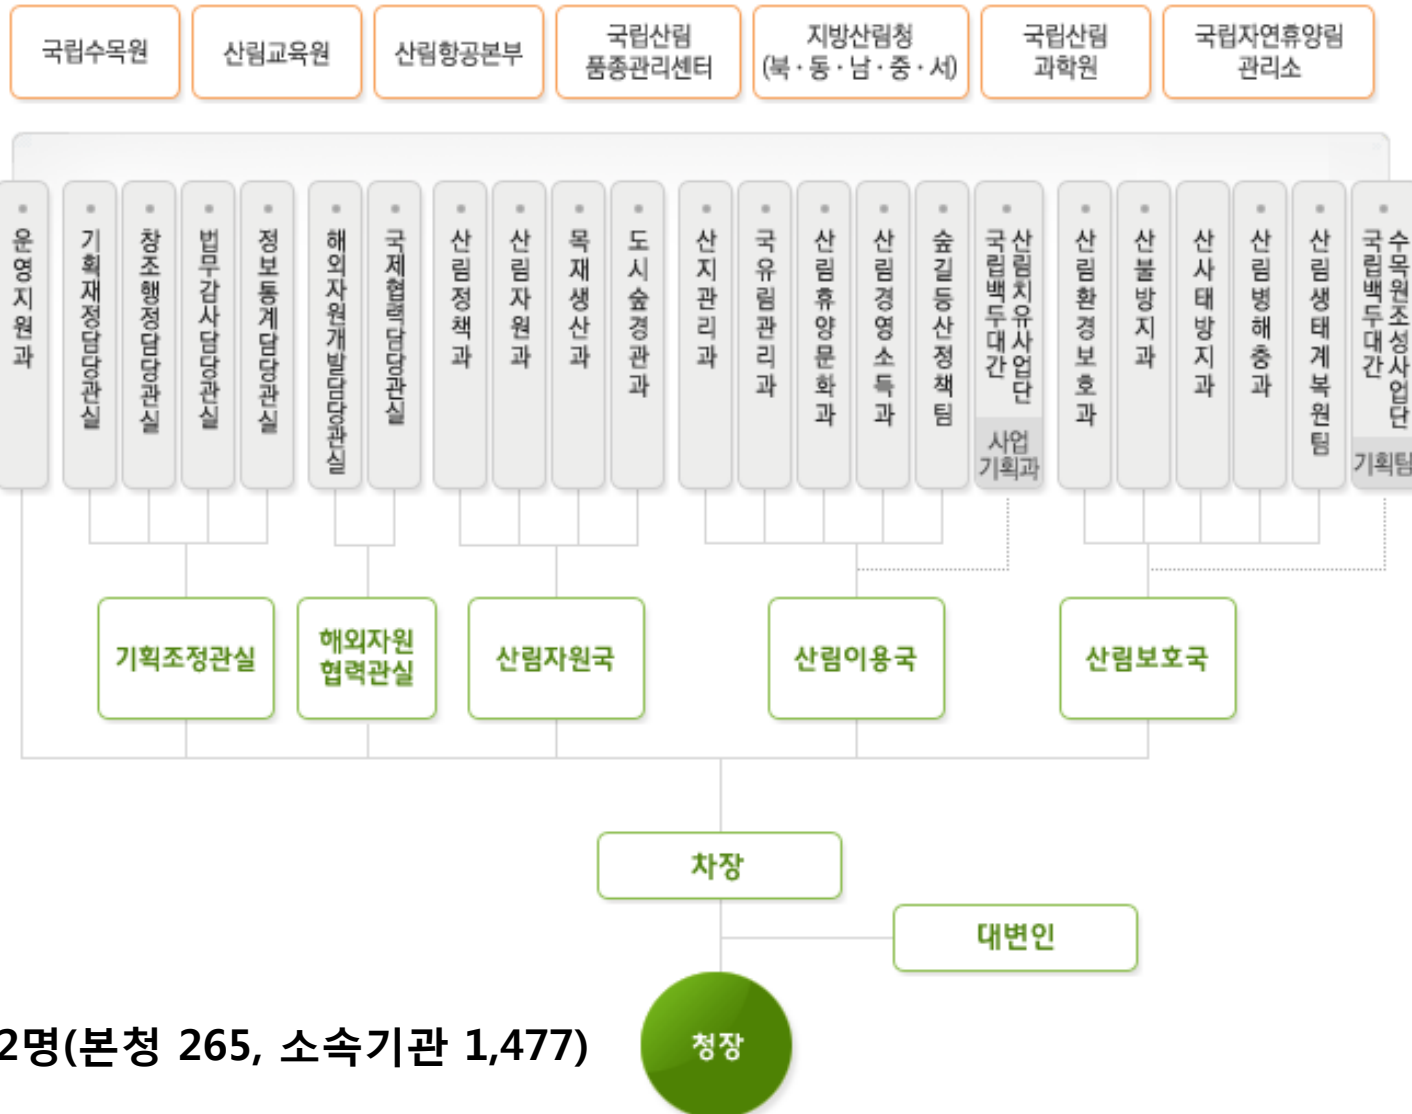 국립수목원
산림교육원
산림항공본부
국립산림
품종관리센터
지방산림청
(북·동·남·중·서)
국립산림
과학원
국립자연휴양림
관리소
운영지원과
기획재정담당관실
창조행정담당관실
법무감사담당관실
정보통계담당관실
해외자원개발담당관실
국제협력담당관실
산림정책과
산림자원과
목재생산과
도시숲경관과
산지관리과
국유림관리과
산림휴양문화과
산림경영소득과
숲길등산정책팀
국립백두대간
산림치유사업단
사업
기획과
산림환경보호과
산불방지과
산사태방지과
산림병해충과
산림생태계복원팀
국립백두대간
수목원조성사업단
기획팀
기획조정관실
해외자원
협력관실
산림자원국
산림이용국
산림보호국
차장
대변인
청장
2명(본청 265, 소속기관 1,477)